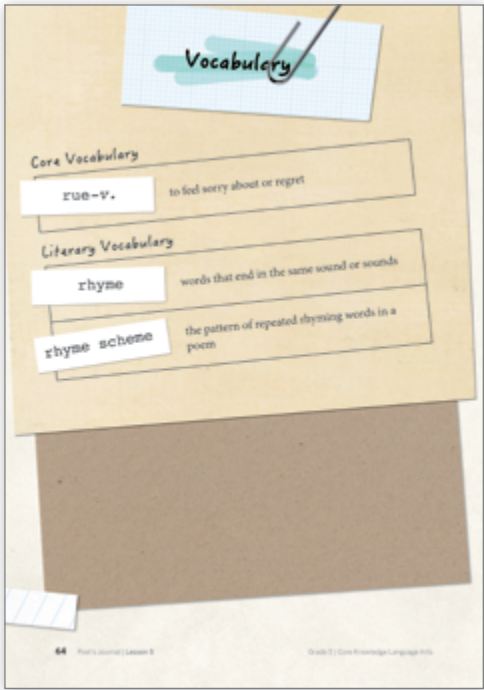 Vocabulary
Core Vocabulary
rue–v.
to feel sorry about or regret
Literary Vocabulary
rhyme
words that end in the same sound or sounds
rhyme scheme
the pattern of repeated rhyming words in a
poem
64 Poet's Journal | Lesson 5
Core Knowledge Language Arts